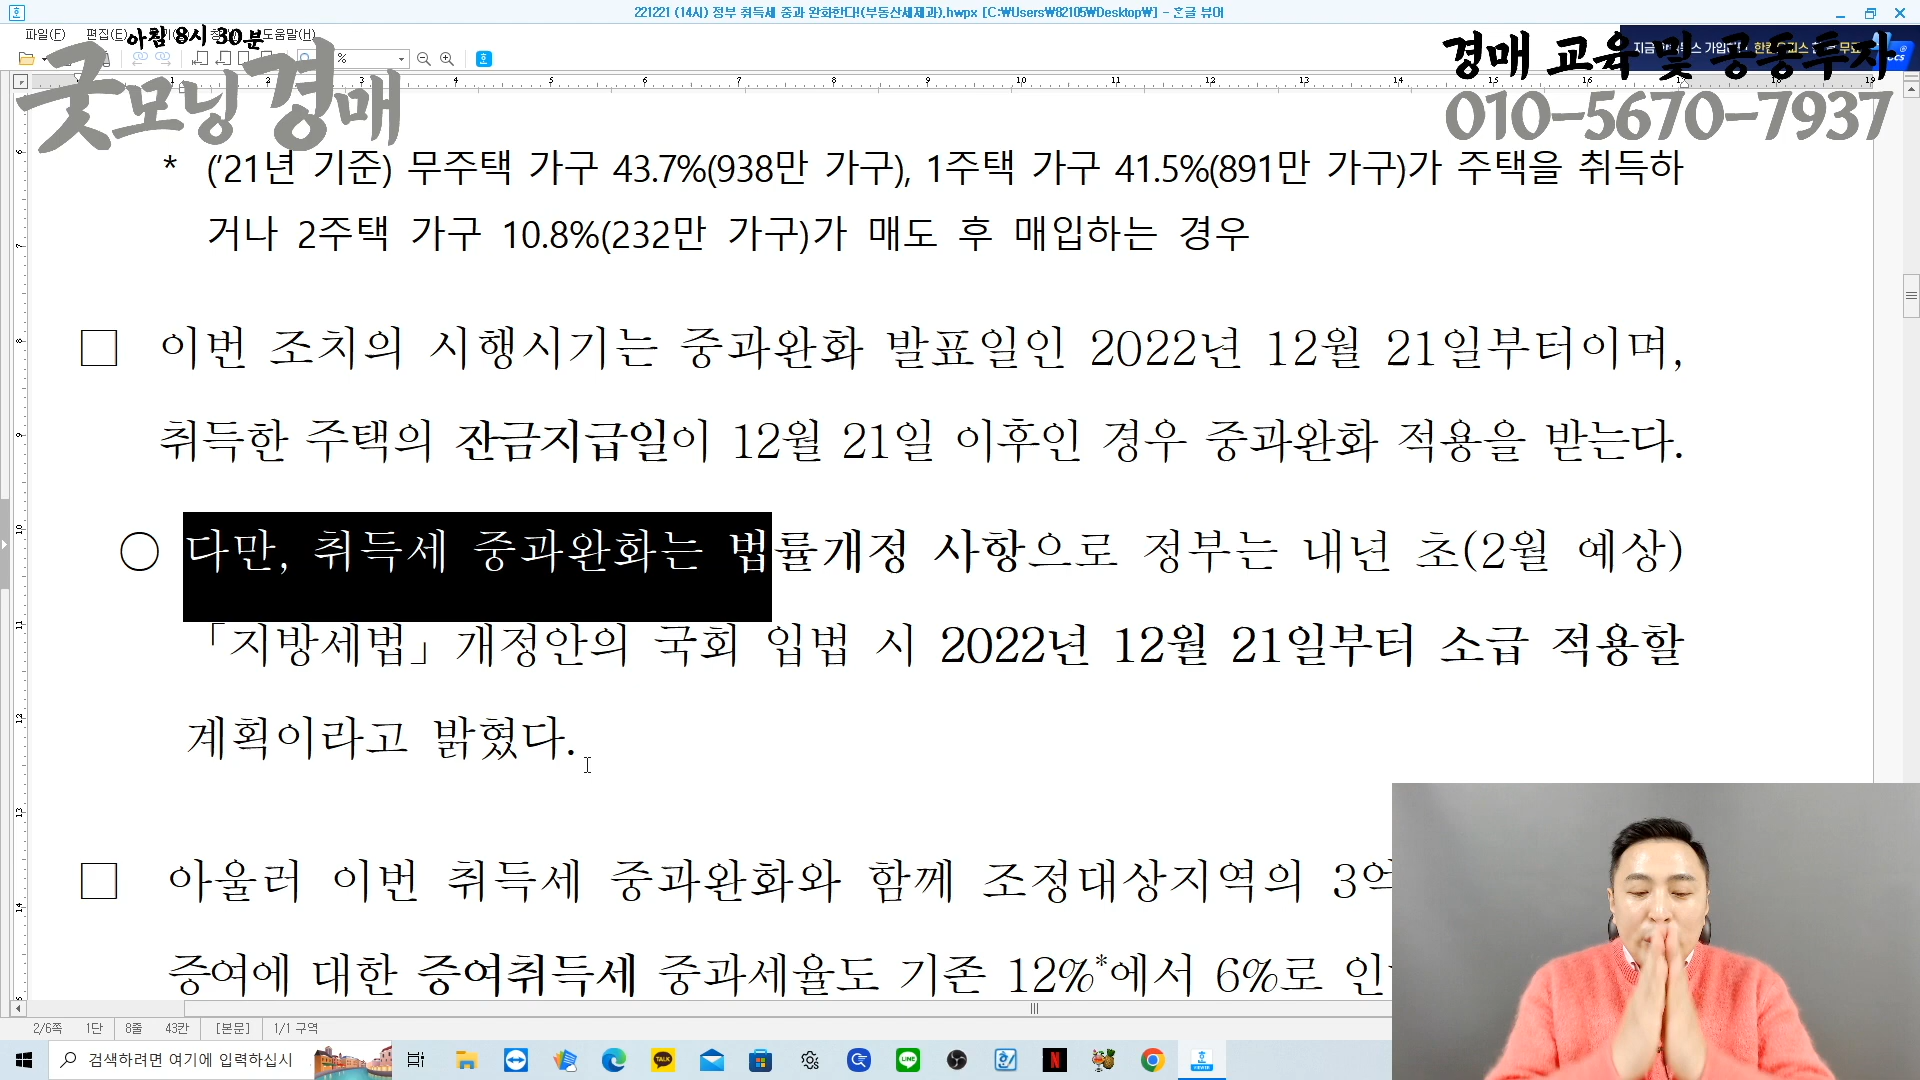 221221 (14시) 정부 취득세 중과 완화한다!(부동산세제과).hwpx [C:₩Users₩82105₩Desktop₩] - 한글 뷰어
파일(F) 편집(E) 도움말(H)
아침 8시 30분
굿모닝경매
경매 교육 및 공동투자
010-5670-7937
* ('21년 기준) 무주택 가구 43.7%(938만 가구), 1주택 가구 41.5%(891만 가구)가 주택을 취득하
거나 2주택 가구 10.8%(232만 가구)가 매도 후 매입하는 경우
□ 이번 조치의 시행시기는 중과완화 발표일인 2022년 12월 21일부터이며,
취득한 주택의 잔금지급일이 12월 21일 이후인 경우 중과완화 적용을 받는다.
○ 다만, 취득세 중과완화는 법률개정 사항으로 정부는 내년 초(2월 예상)
「지방세법」개정안의 국회 입법 시 2022년 12월 21일부터 소급 적용할
계획이라고 밝혔다.
□ 아울러 이번 취득세 중과완화와 함께 조정대상지역의 3억
증여에 대한 증여취득세 중과세율도 기존 12%*에서 6%로
2/6쪽 1단 8줄 43칸 [본문] 1/1 구역
검색하려면 여기에 입력하십시